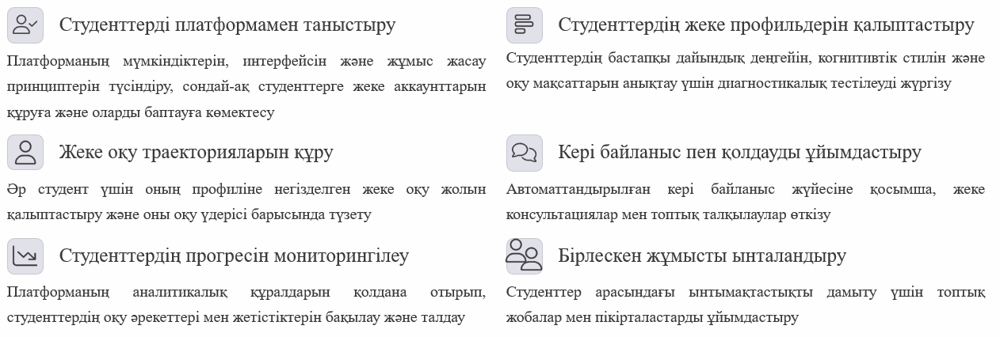 Студенттерді платформамен таныстыру
Платформаның мүмкіндіктерін, интерфейсін және жұмыс жасау
принциптерін түсіндіру, сондай-ақ студенттерге жеке аккаунттарын
құруға және оларды баптауға көмектесу
Студенттердің жеке профильдерін қалыптастыру
Студенттердің бастапқы дайындық деңгейін, когнитивтік стилін және
оқу мақсаттарын анықтау үшін диагностикалық тестілеуді жүргізу
Жеке оқу траекторияларын құру
Әр студент үшін оның профиліне негізделген жеке оқу жолын
қалыптастыру және оны оқу үдерісі барысында түзету
Кері байланыс пен қолдауды ұйымдастыру
Автоматтандырылған кері байланыс жүйесіне қосымша, жеке
консультациялар мен топтық талқылаулар өткізу
Студенттердің прогресін мониторингілеу
Платформаның аналитикалық құралдарын қолдана отырып,
студенттердің оқу әрекеттері мен жетістіктерін бақылау және талдау
Бірлескен жұмысты ынталандыру
Студенттер арасындағы ынтымақтастықты дамыту үшін топтық
жобалар мен пікірталастарды ұйымдастыру